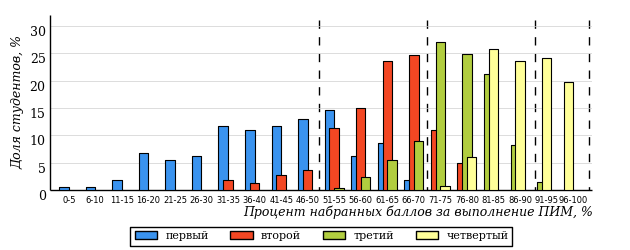 30
25
20
15
10
5
0
Доля студентов, %
0-5 6-10 11-15 16-20 21-25 26-30 31-35 36-40 41-45 46-50 51-55 56-60 61-65 66-70 71-75 76-80 81-85 86-90 91-95 96-100
Процент набранных баллов за выполнение ПИМ, %
первый второй третий четвертый